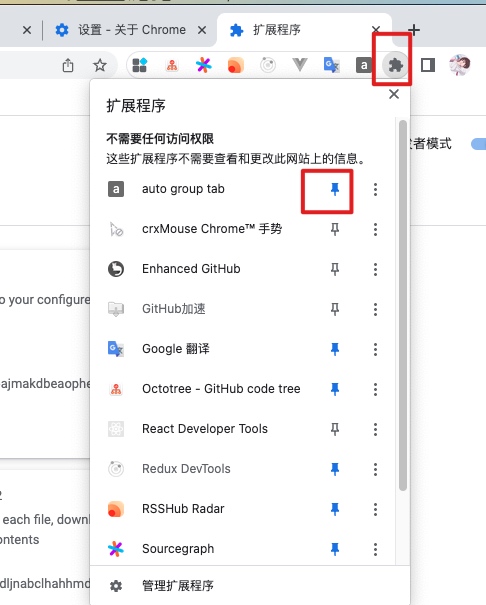 设置 - 关于 Chrome
扩展程序
a
扩展程序
不需要任何访问权限
这些扩展程序不需要查看和更改此网站上的信息。
者模式
a auto group tab
crxMouse Chrome™ 手势
Enhanced GitHub
GitHub加速
o your configure
Google 翻译
ajmakdbeaophe
Octotree - GitHub code tree
React Developer Tools
Redux DevTools
2
RSSHub Radar
each file, downl
ontents
Sourcegraph
dljnabclhahhmd
管理扩展程序